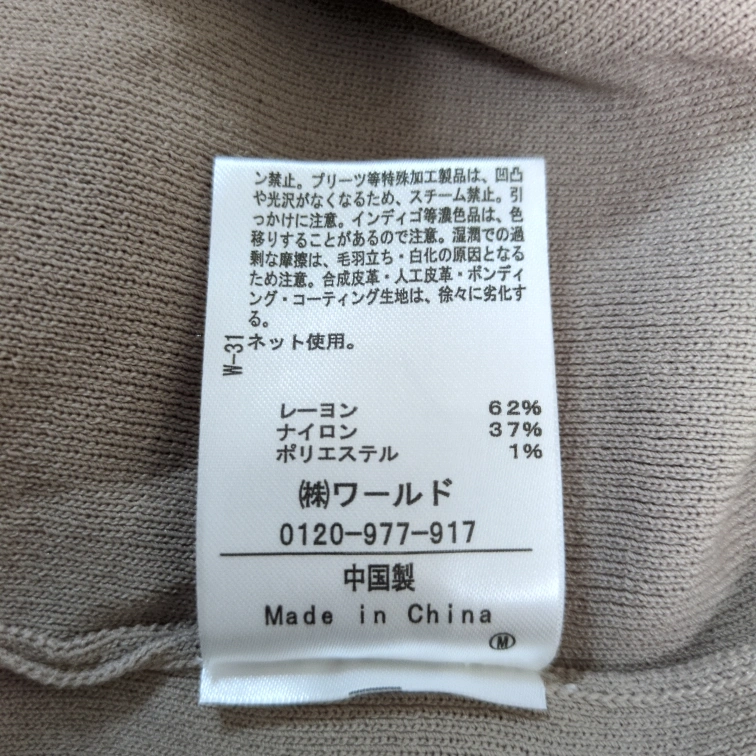 ン禁止。プリーツ等特殊加工製品は、凹凸
や光沢がなくなるため、スチーム禁止。引
っかけに注意。インディゴ等濃色品は、色
移りすることがあるので注意。湿潤での過
剰な摩擦は、毛羽立ち・白化の原因となる
ため注意。合成皮革・人工皮革・ボンディ
ング・コーティング生地は、徐々に劣化す
る。
ネット使用。
W-31
レーヨン 62%
ナイロン 37%
ポリエステル 1%
㈱ワールド
0120-977-917
中国製
Made in China
Ⓜ